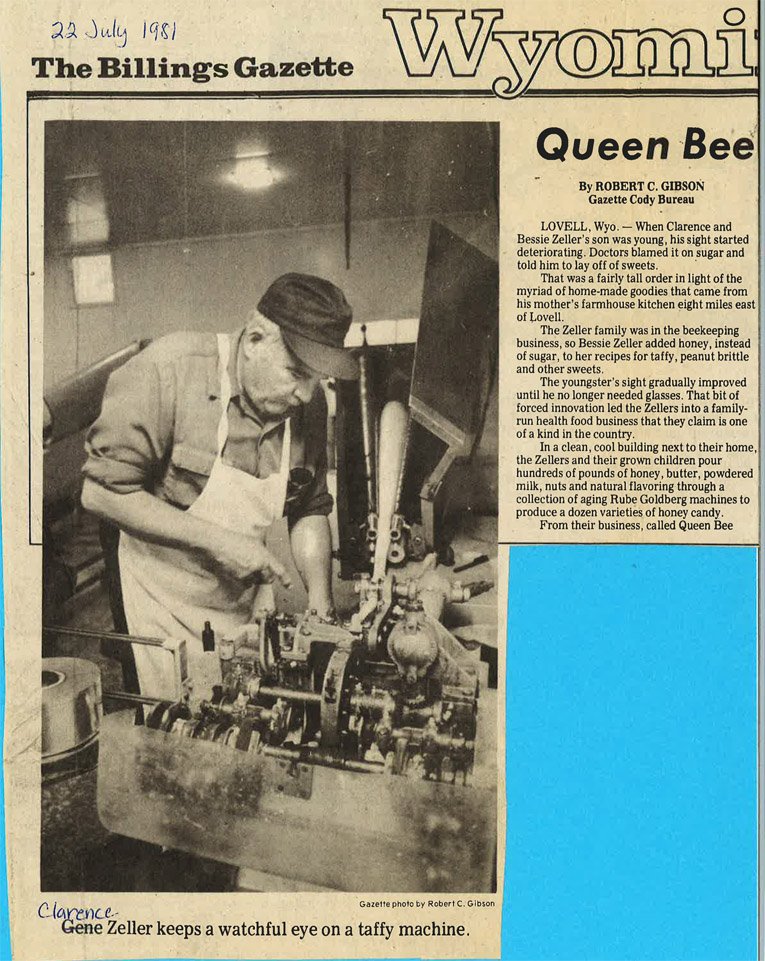 22 July 1981
The Billings Gazette
Wyomi
Queen Bee
By ROBERT C. GIBSON
Gazette Cody Bureau
LOVELL, Wyo. — When Clarence and
Bessie Zeller's son was young, his sight started
deteriorating. Doctors blamed it on sugar and
told him to lay off of sweets.
That was a fairly tall order in light of the
myriad of home-made goodies that came from
his mother's farmhouse kitchen eight miles east
of Lovell.
The Zeller family was in the beekeeping
business, so Bessie Zeller added honey, instead
of sugar, to her recipes for taffy, peanut brittle
and other sweets.
The youngster's sight gradually improved
until he no longer needed glasses. That bit of
forced innovation led the Zellers into a family-
run health food business that they claim is one
of a kind in the country.
In a clean, cool building next to their home,
the Zellers and their grown children pour
hundreds of pounds of honey, butter, powdered
milk, nuts and natural flavoring through a
collection of aging Rube Goldberg machines to
produce a dozen varieties of honey candy.
From their business, called Queen Bee
Gazette photo by Robert C. Gibson
Clarence
Gene Zeller keeps a watchful eye on a taffy machine.